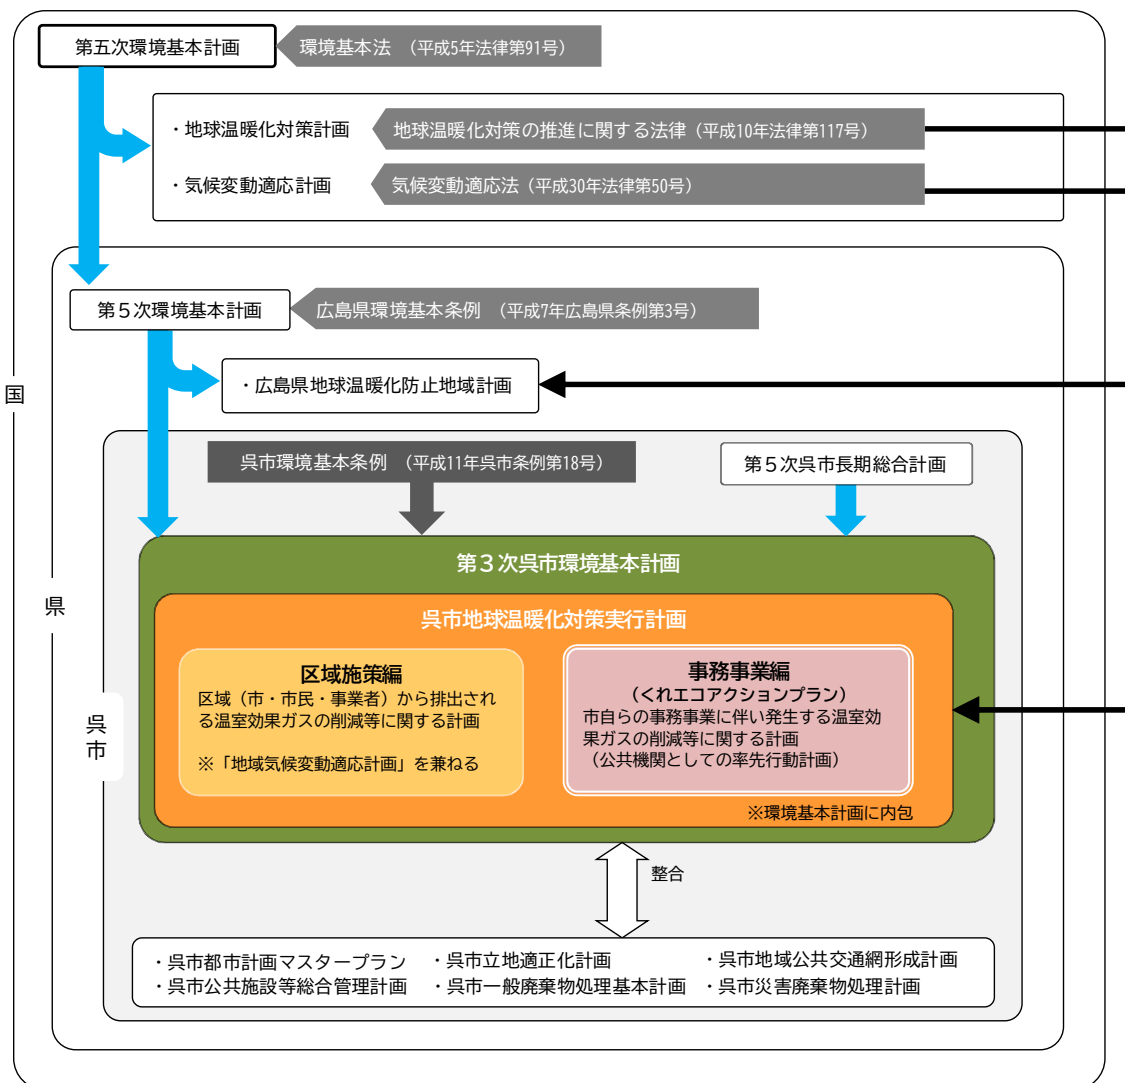 第五次環境基本計画
環境基本法 （平成5年法律第91号）
・地球温暖化対策計画
地球温暖化対策の推進に関する法律（平成10年法律第117号）
・気候変動適応計画
気候変動適応法（平成30年法律第50号）
第５次環境基本計画
広島県環境基本条例 （平成7年広島県条例第3号）
国
・広島県地球温暖化防止地域計画
呉市環境基本条例 （平成11年呉市条例第18号）
第５次呉市長期総合計画
県
第３次呉市環境基本計画
呉市地球温暖化対策実行計画
呉市
区域施策編
区域（市・市民・事業者）から排出され
る温室効果ガスの削減等に関する計画
※「地域気候変動適応計画」を兼ねる
事務事業編
（くれエコアクションプラン）
市自らの事務事業に伴い発生する温室効
果ガスの削減等に関する計画
（公共機関としての率先行動計画）
※環境基本計画に内包
整合
・呉市都市計画マスタープラン ・呉市立地適正化計画 ・呉市地域公共交通網形成計画
・呉市公共施設等総合管理計画 ・呉市一般廃棄物処理基本計画 ・呉市災害廃棄物処理計画